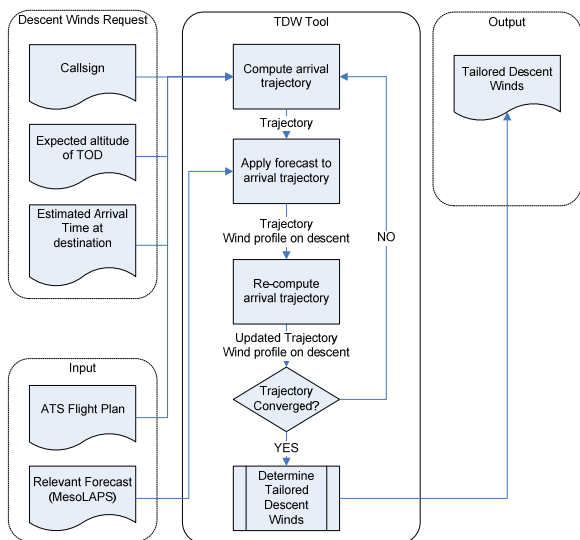 Descent Winds Request
Callsign
Expected altitude
of TOD
Estimated Arrival
Time at
destination
Input
ATS Flight Plan
Relevant Forecast
(MesoLAPS)
TDW Tool
Compute arrival
trajectory
Trajectory
Apply forecast to
arrival trajectory
Trajectory
Wind profile on descent
NO
Re-compute
arrival trajectory
Updated Trajectory
Wind profile on descent
Trajectory
Converged?
YES
Determine
Tailored
Descent
Winds
Output
Tailored Descent
Winds